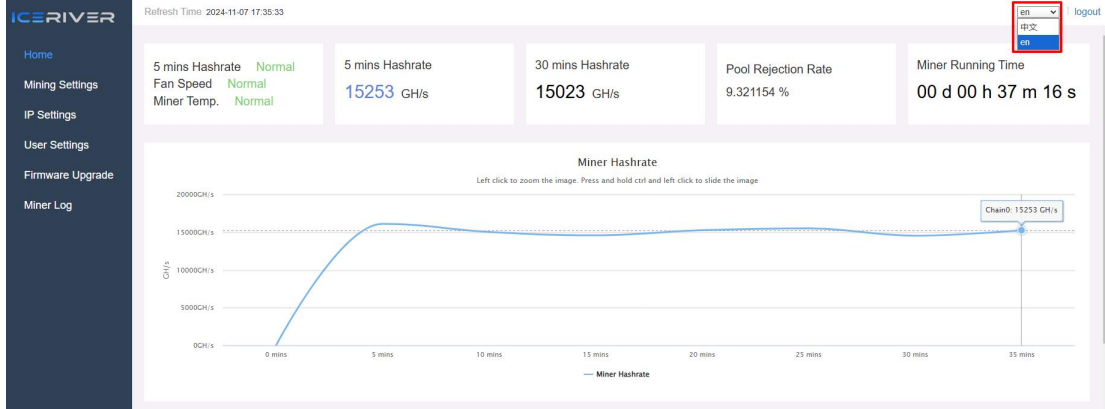 ICERIVER
Refresh Time 2024-11-07 17:35:33
en
logout
中文
en
Home
Mining Settings
IP Settings
User Settings
Firmware Upgrade
Miner Log
5 mins Hashrate Normal
Fan Speed Normal
Miner Temp. Normal
5 mins Hashrate
15253 GH/s
30 mins Hashrate
15023 GH/s
Pool Rejection Rate
9.321154 %
Miner Running Time
00 d 00 h 37 m 16 s
Miner Hashrate
Left click to zoom the image. Press and hold ctrl and left click to slide the image
20000GH/s
Chain0: 15253 GH/s
15000GH/s
GH/s
10000GH/s
5000GH/s
0GH/s
0 mins 5 mins 10 mins 15 mins 20 mins 25 mins 30 mins 35 mins
Miner Hashrate